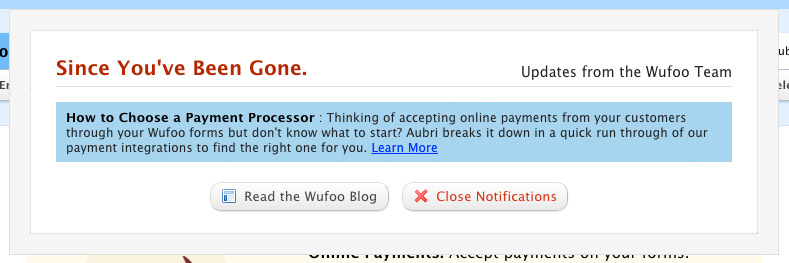 Since You've Been Gone.
Updates from the Wufoo Team
How to Choose a Payment Processor : Thinking of accepting online payments from your customers
through your Wufoo forms but don't know what to start? Aubri breaks it down in a quick run through of our
payment integrations to find the right one for you. Learn More
Read the Wufoo Blog
Close Notifications
Online Payments. Accept payments on your forms.